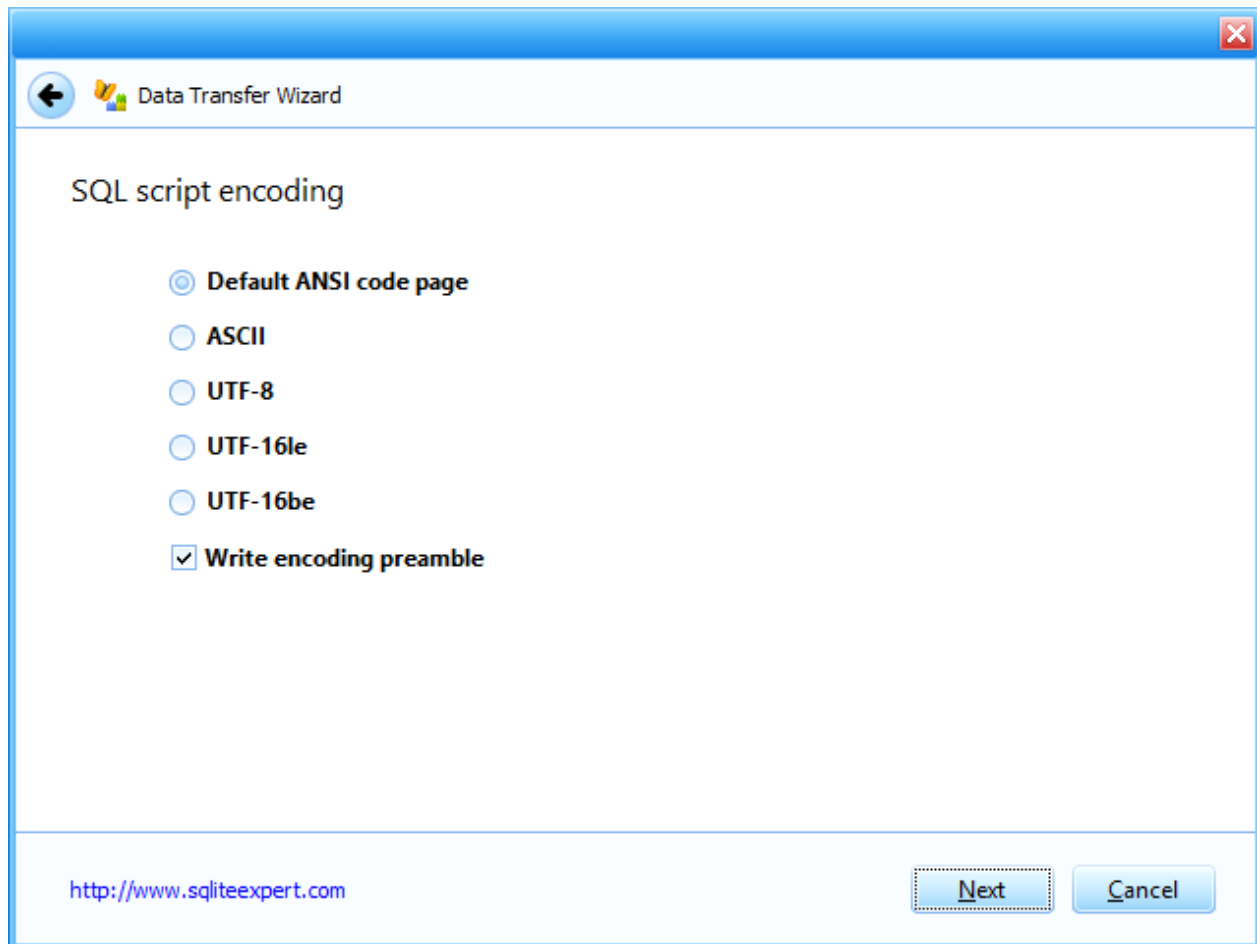 Data Transfer Wizard
SQL script encoding
Default ANSI code page
ASCII
UTF-8
UTF-16le
UTF-16be
Write encoding preamble
http://www.sqliteexpert.com
Next
Cancel